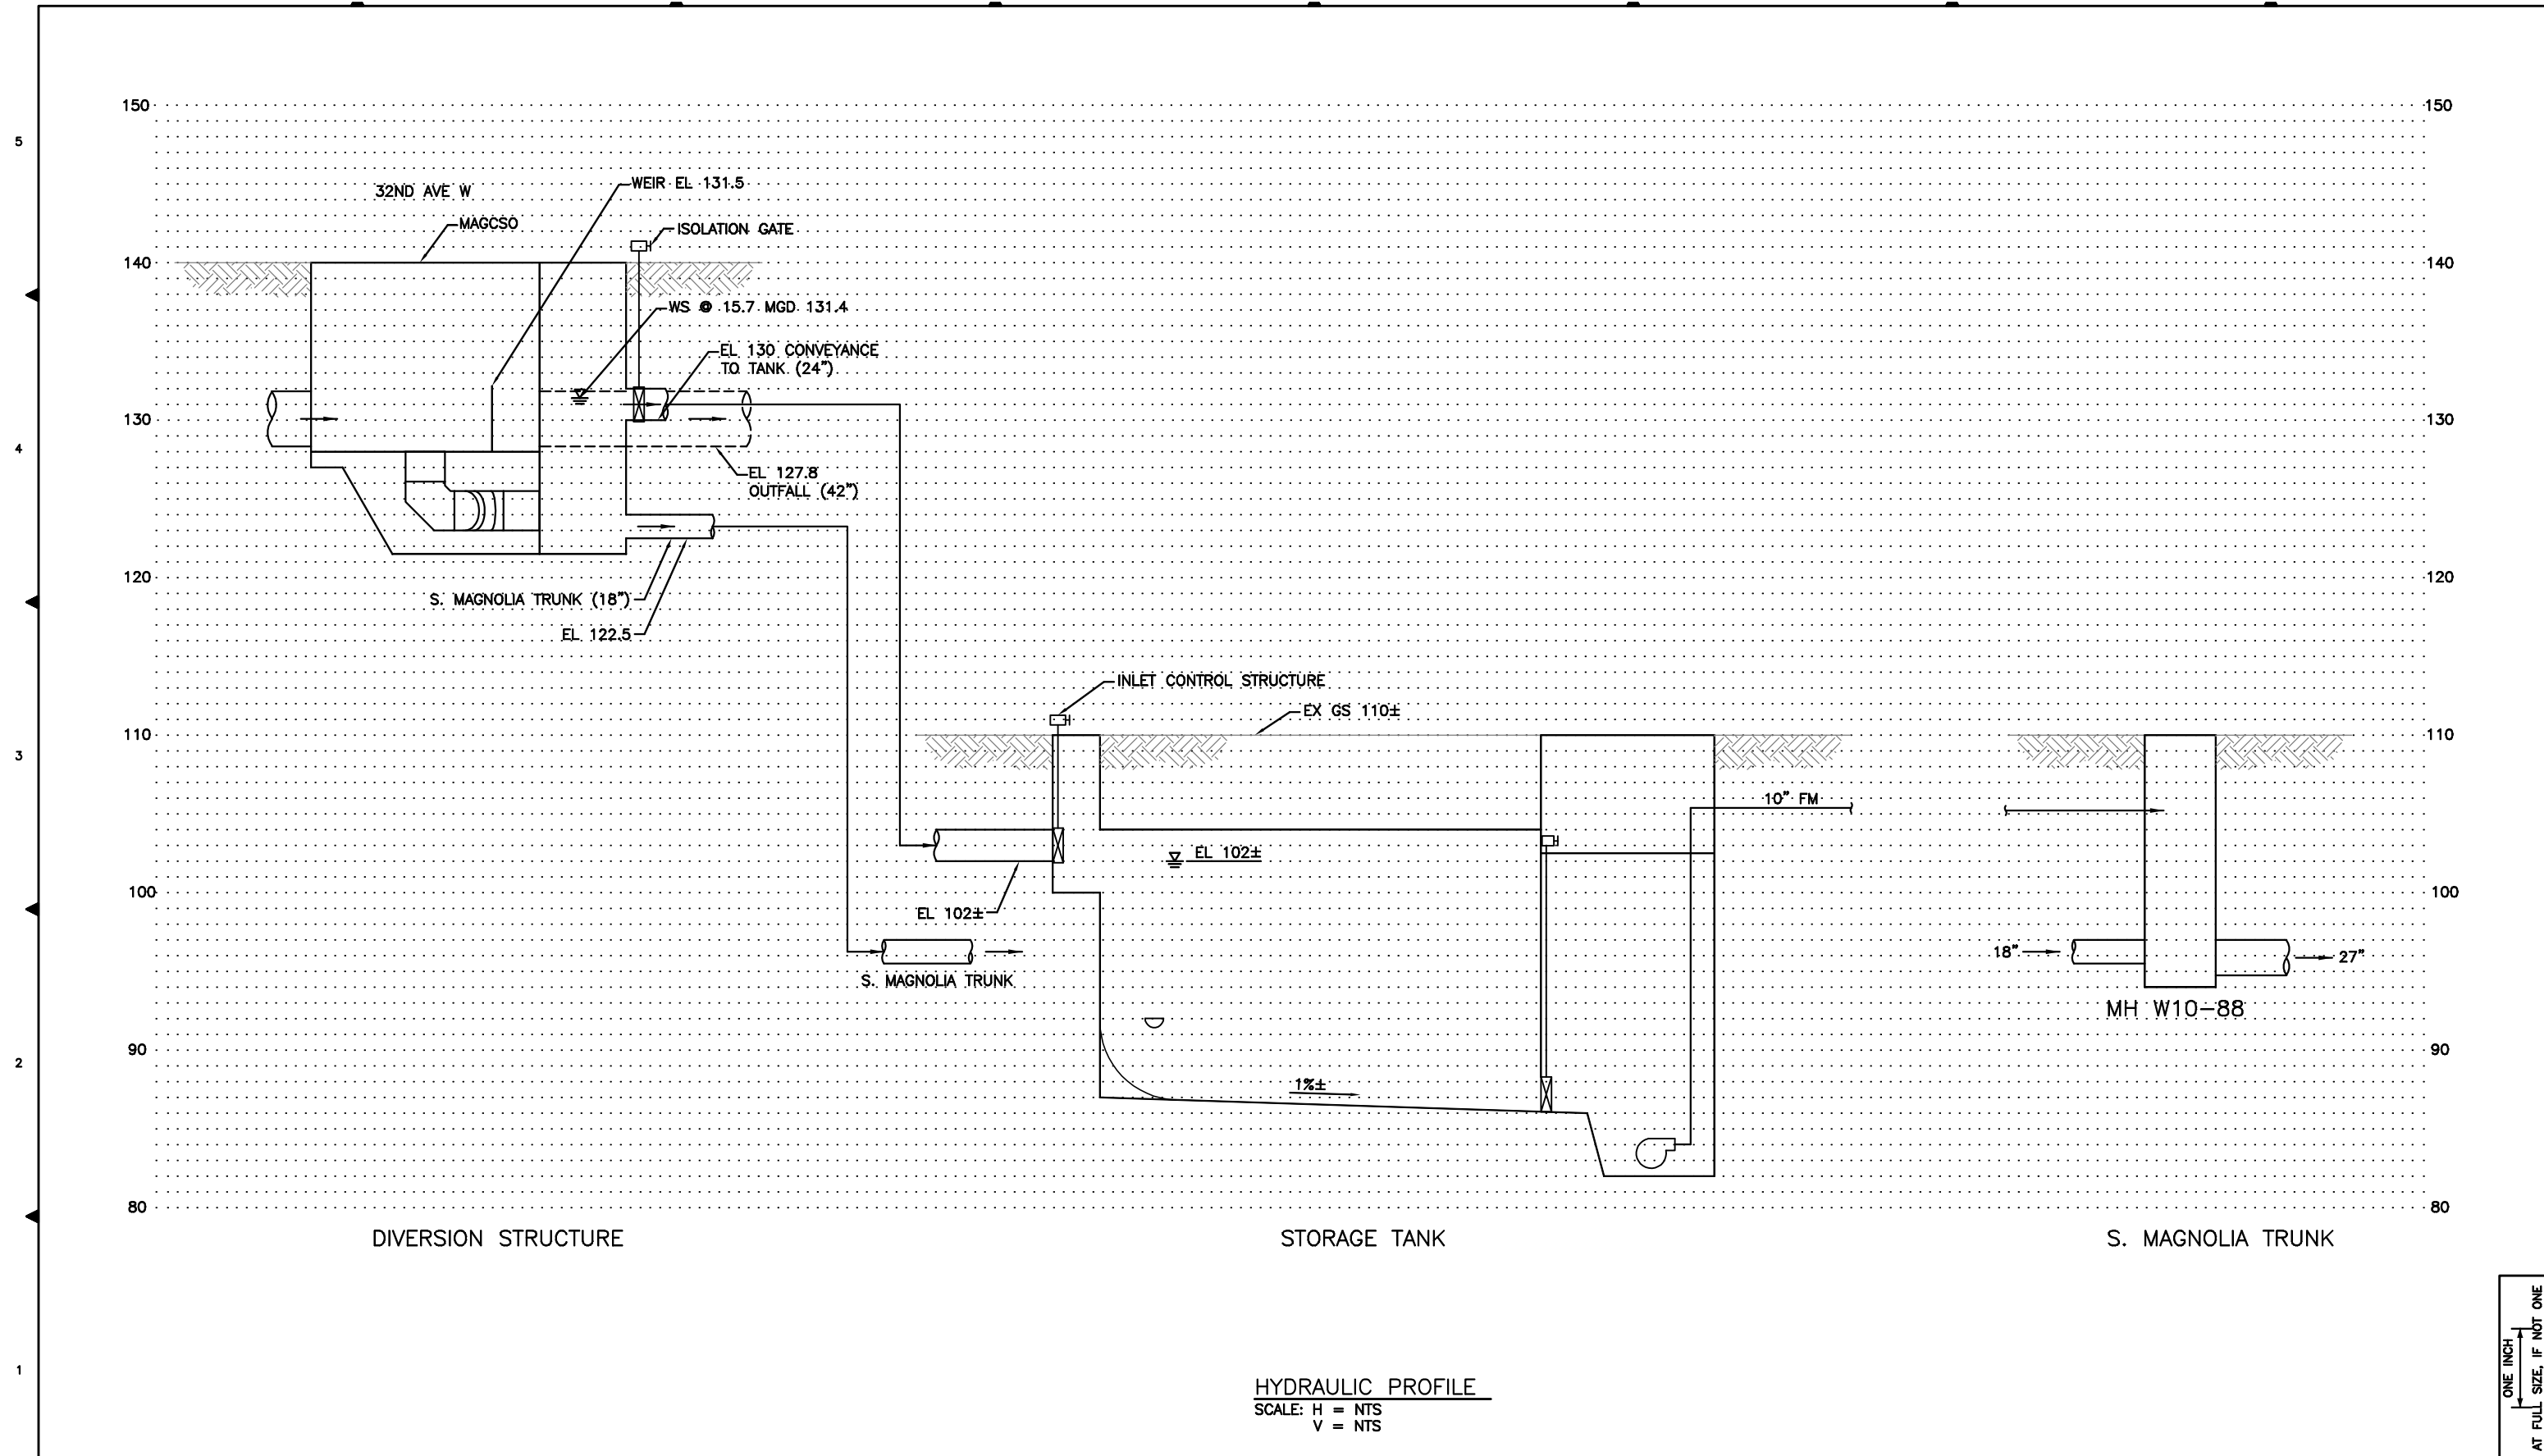 150
150
5
32ND AVE W
WEIR EL 131.5
MAGCSO
ISOLATION GATE
140
140
WS @ 15.7 MGD 131.4
EL 130 CONVEYANCE
TO TANK (24")
130
130
4
EL 127.8
OUTFALL (42")
120
120
S. MAGNOLIA TRUNK (18")
EL 122.5
INLET CONTROL STRUCTURE
EX GS 110±
110
110
3
10" FM
EL 102±
100
100
EL 102±
18"
27"
S. MAGNOLIA TRUNK
MH W10-88
90
90
2
1%±
80
80
DIVERSION STRUCTURE
STORAGE TANK
S. MAGNOLIA TRUNK
1
HYDRAULIC PROFILE
SCALE: H = NTS
V = NTS
ONE INCH
AT FULL SIZE, IF NOT ONE